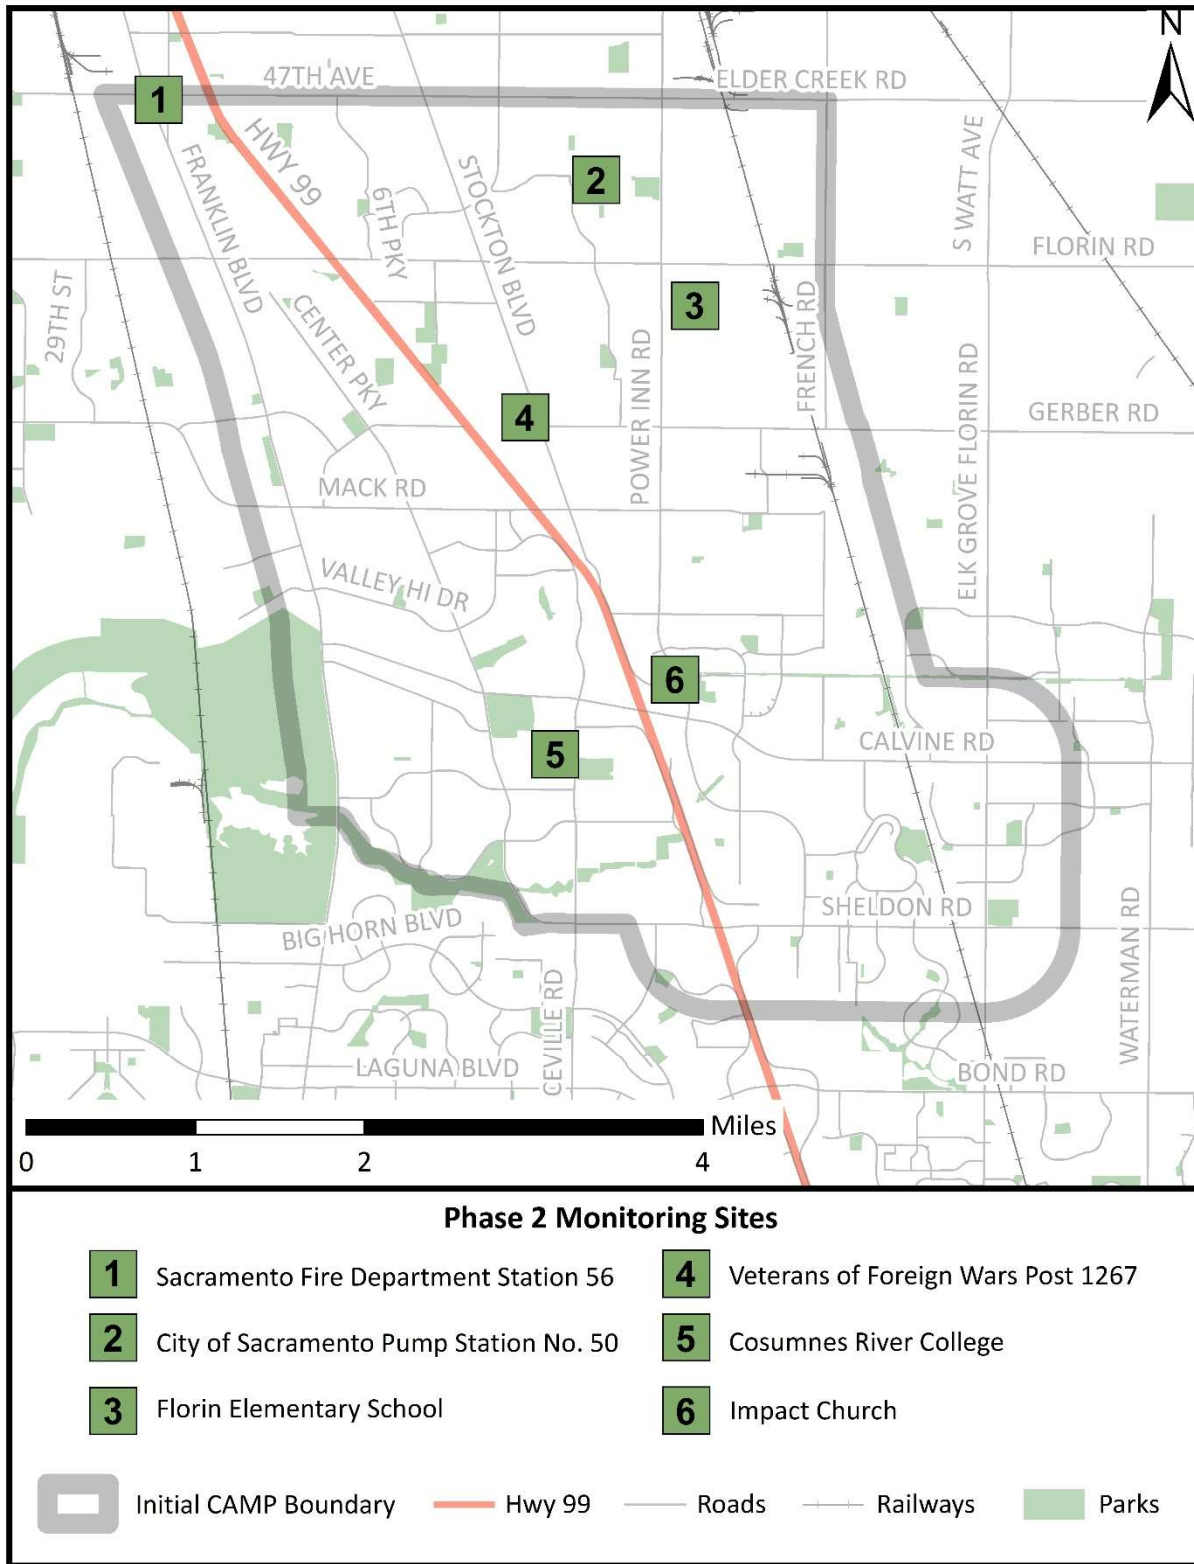 N
47TH AVE
ELDER CREEK RD
1
HWY 99
FRANKLIN BLVD
STOCKTON BLVD
S WATT AVE
2
6TH PKY
FLORIN RD
29TH ST
CENTER PKY
3
FRENCH RD
POWER INN RD
ELK GROVE FLORIN RD
4
GERBER RD
MACK RD
VALLEY HI DR
6
5
CALVINE RD
SHELDON RD
BIG HORN BLVD
WATERMAN RD
CEVILLE RD
LAGUNA BLVD
BOND RD
Miles
0 1 2 4
Phase 2 Monitoring Sites
1 Sacramento Fire Department Station 56
2 City of Sacramento Pump Station No. 50
3 Florin Elementary School
4 Veterans of Foreign Wars Post 1267
5 Cosumnes River College
6 Impact Church
Initial CAMP Boundary Hwy 99 Roads Railways Parks